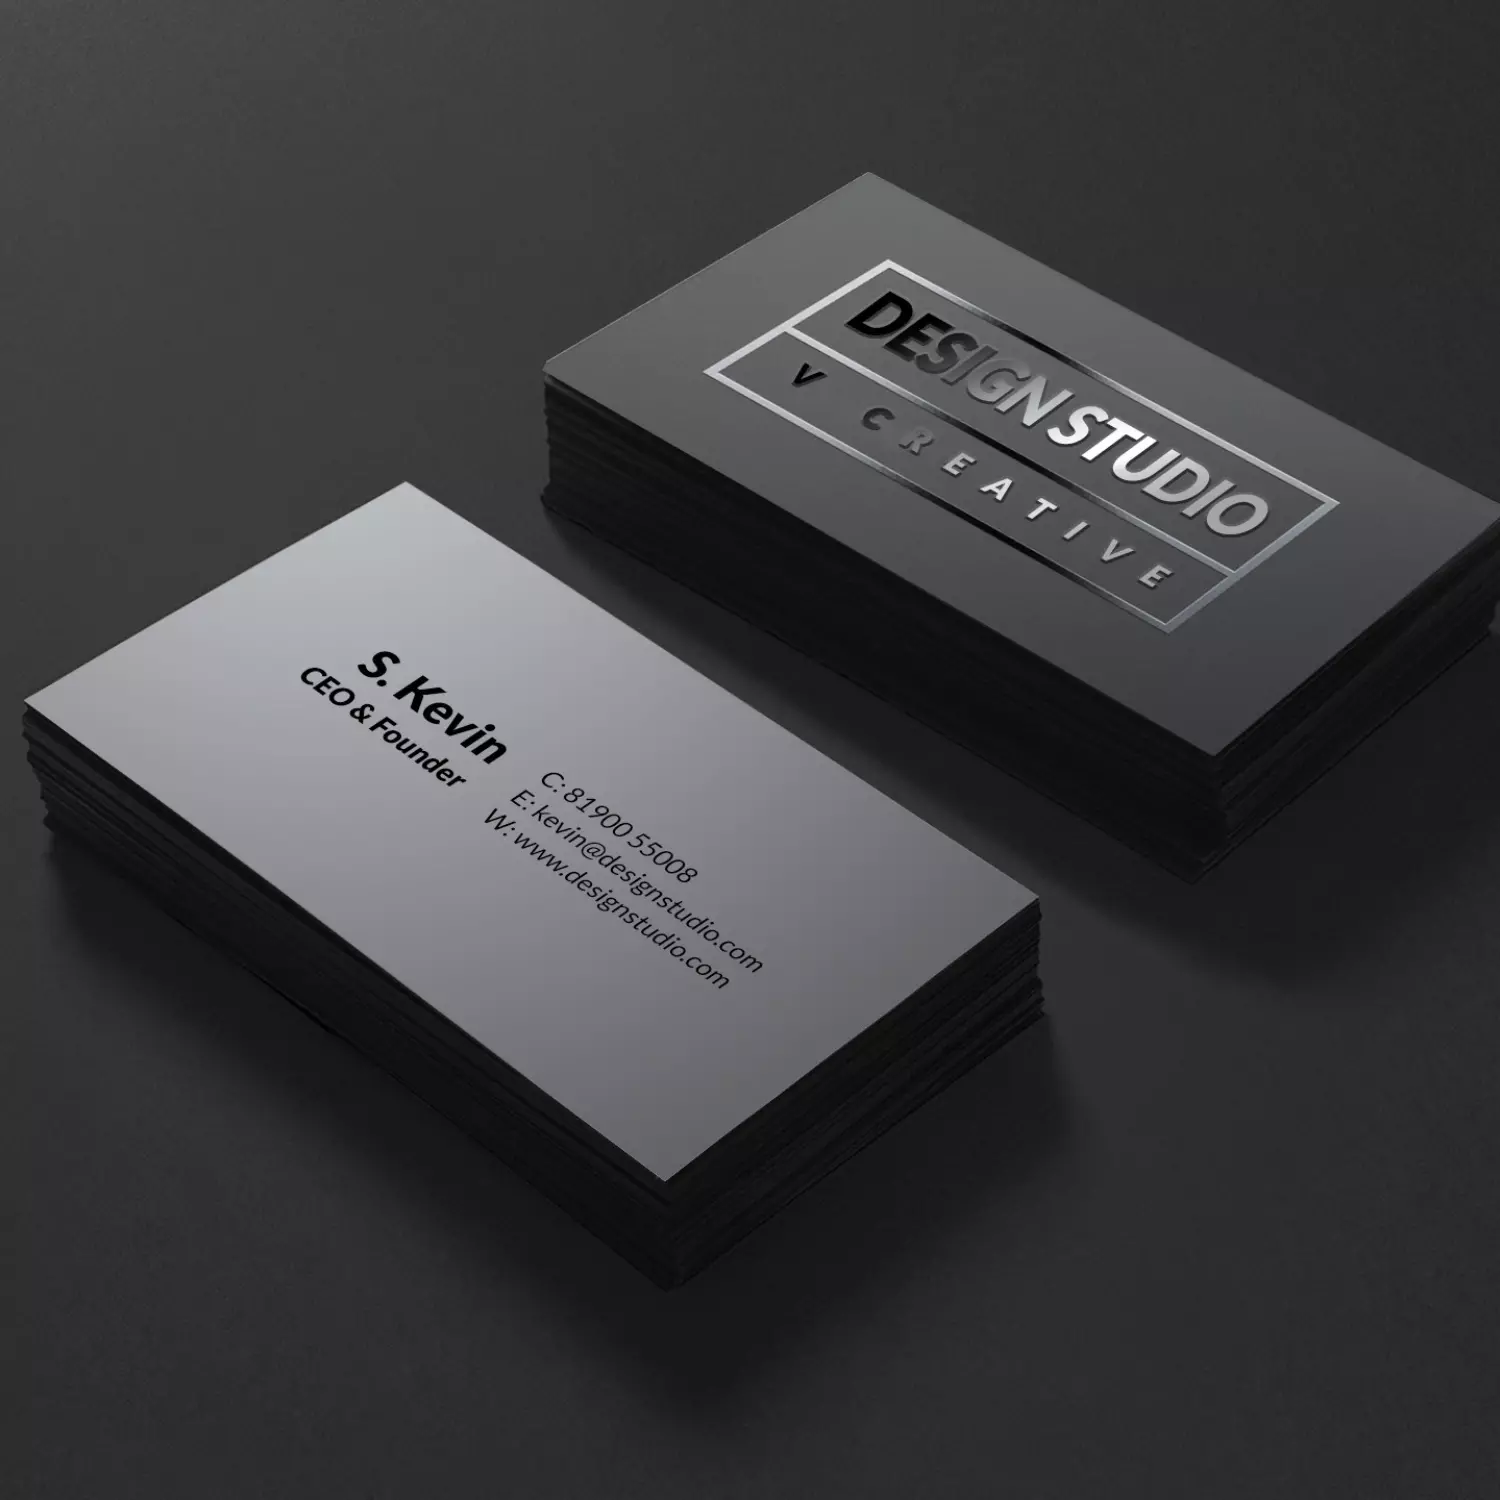 DESIGN STUDIO
V CREATIVE
S. Kevin
CEO & Founder
C: 81900 55008
E: kevin@designstudio.com
W: www.designstudio.com